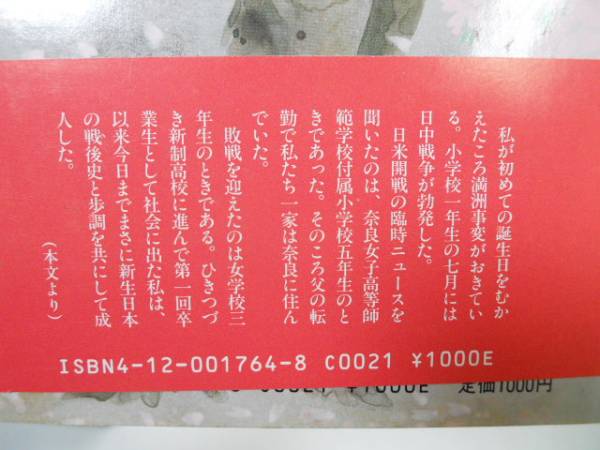 私が初めての誕生日をむか
えたころ満洲事変がおきてい
る。小学校一年生の七月には
日中戦争が勃発した。
日米開戦の臨時ニュースを
聞いたのは、奈良女子高等師
範学校付属小学校五年生のと
きであった。そのころ父の転
勤で私たち一家は奈良に住ん
でいた。
敗戦を迎えたのは女学校三
年生のときである。ひきつづ
き新制高校に進んで第一回卒
業生として社会に出た私は、
以来今日までまさに新生日本
の戦後史と歩調を共にして成
人した。
（本文より）
ISBN4-12-001764-8 C0021 ¥1000E
C0021 ¥1000E 定価1000円